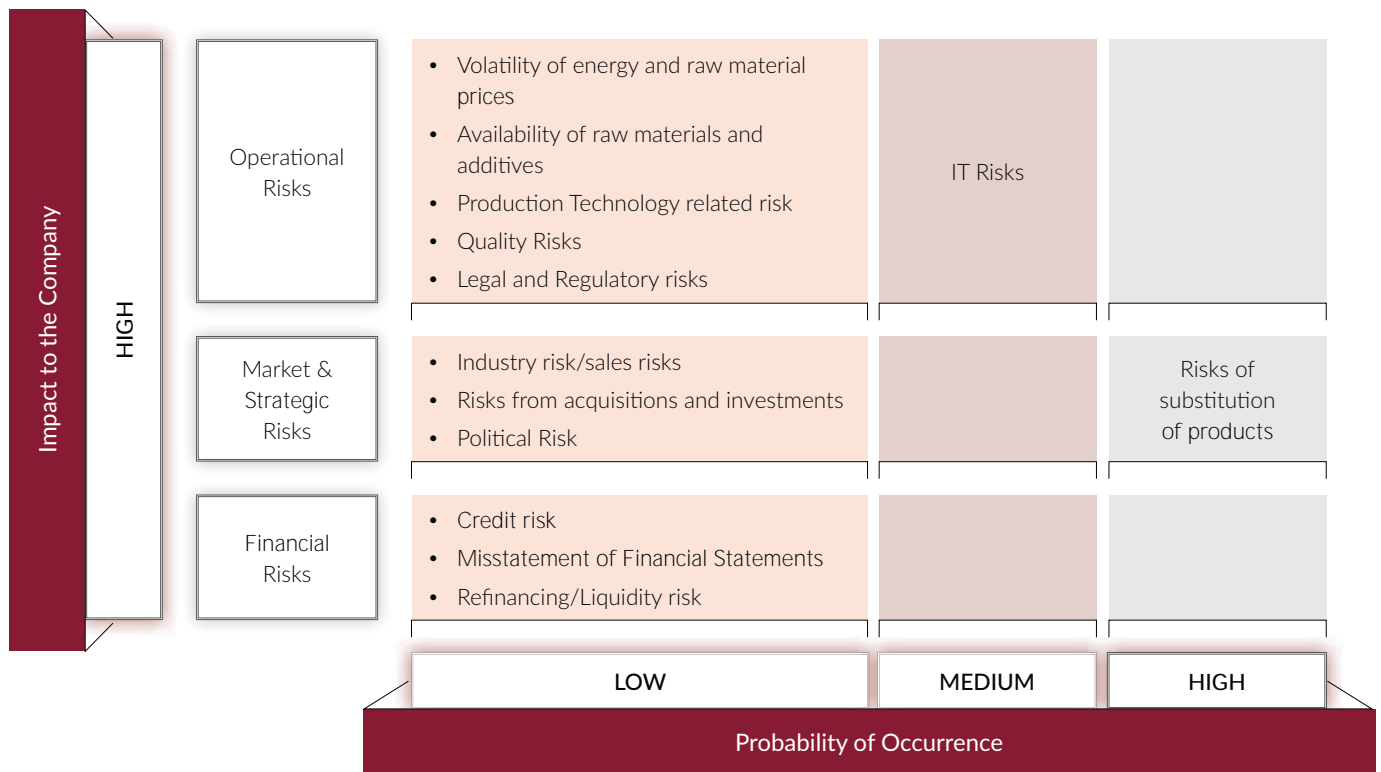 Impact to the Company
HIGH
Operational
Risks
• Volatility of energy and raw material
prices
• Availability of raw materials and
additives
• Production Technology related risk
• Quality Risks
• Legal and Regulatory risks
IT Risks
Market &
Strategic
Risks
• Industry risk/sales risks
• Risks from acquisitions and investments
• Political Risk
Risks of
substitution
of products
Financial
Risks
• Credit risk
• Misstatement of Financial Statements
• Refinancing/Liquidity risk
LOW
MEDIUM
HIGH
Probability of Occurrence